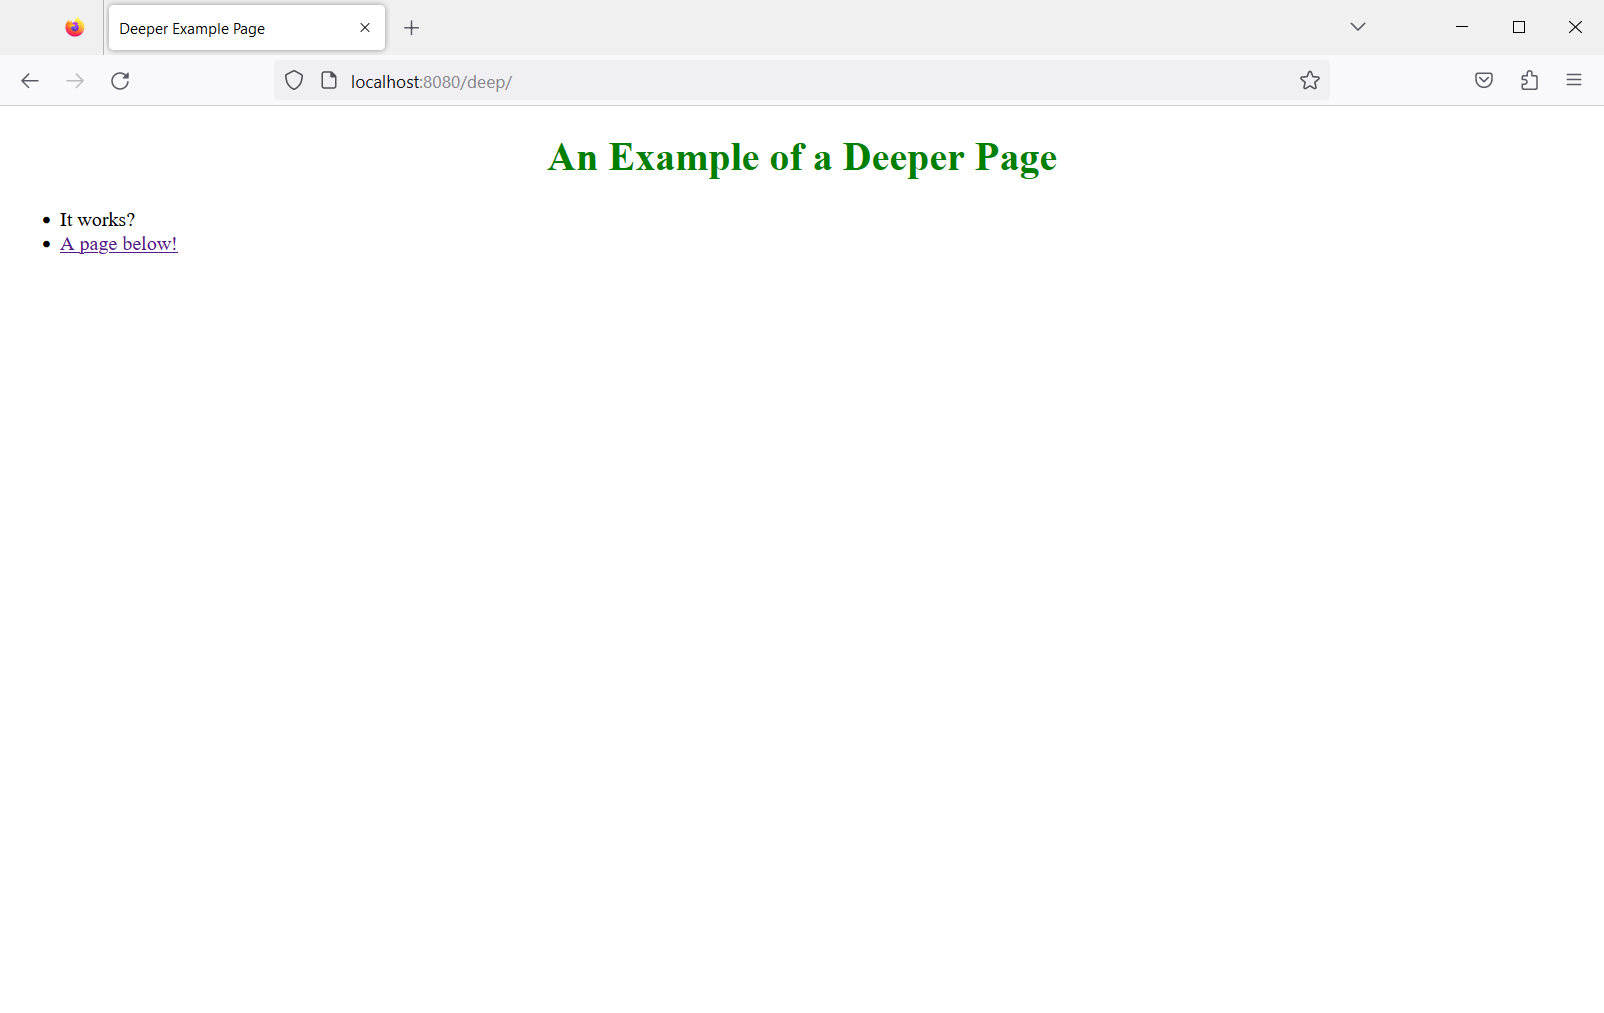 Deeper Example Page
localhost:8080/deep/
An Example of a Deeper Page
It works?
A page below!